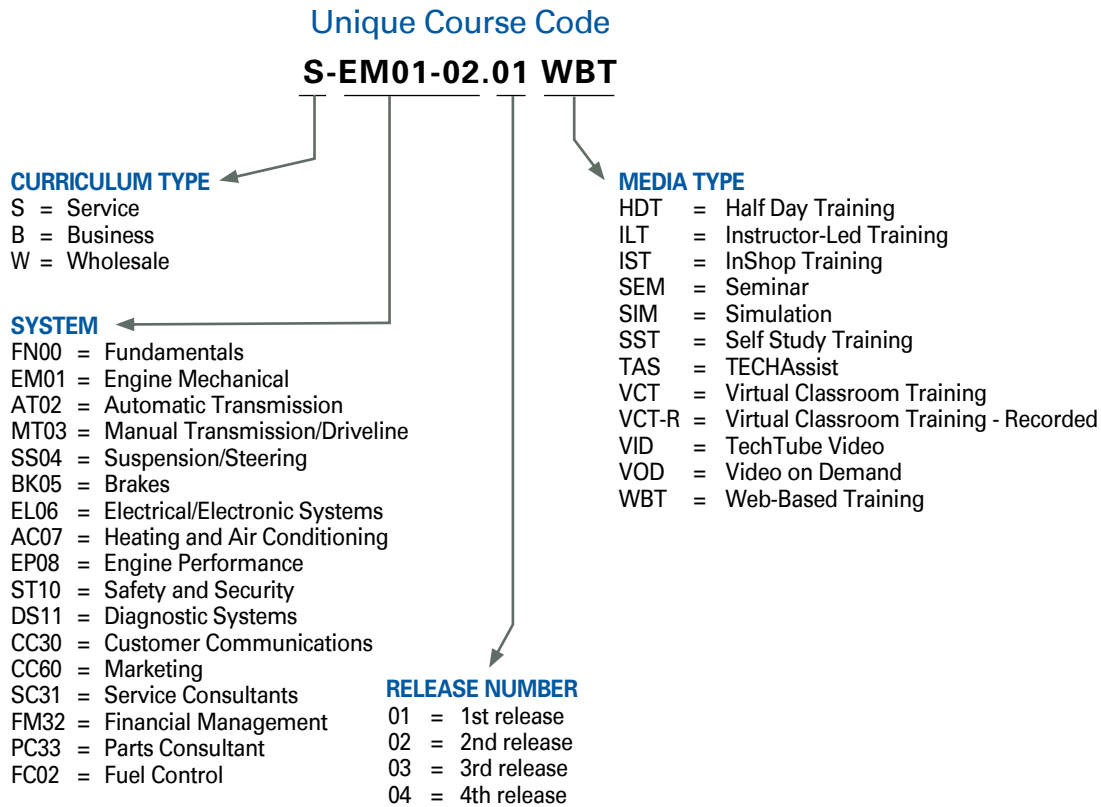 Unique Course Code
S-EM01-02.01 WBT
CURRICULUM TYPE
S = Service
B = Business
W = Wholesale
SYSTEM
FN00 = Fundamentals
EM01 = Engine Mechanical
AT02 = Automatic Transmission
MT03 = Manual Transmission/Driveline
SS04 = Suspension/Steering
BK05 = Brakes
EL06 = Electrical/Electronic Systems
AC07 = Heating and Air Conditioning
EP08 = Engine Performance
ST10 = Safety and Security
DS11 = Diagnostic Systems
CC30 = Customer Communications
CC60 = Marketing
SC31 = Service Consultants
FM32 = Financial Management
PC33 = Parts Consultant
FC02 = Fuel Control
RELEASE NUMBER
01 = 1st release
02 = 2nd release
03 = 3rd release
04 = 4th release
MEDIA TYPE
HDT = Half Day Training
ILT = Instructor-Led Training
IST = InShop Training
SEM = Seminar
SIM = Simulation
SST = Self Study Training
TAS = TECHAssist
VCT = Virtual Classroom Training
VCT-R = Virtual Classroom Training - Recorded
VID = TechTube Video
VOD = Video on Demand
WBT = Web-Based Training